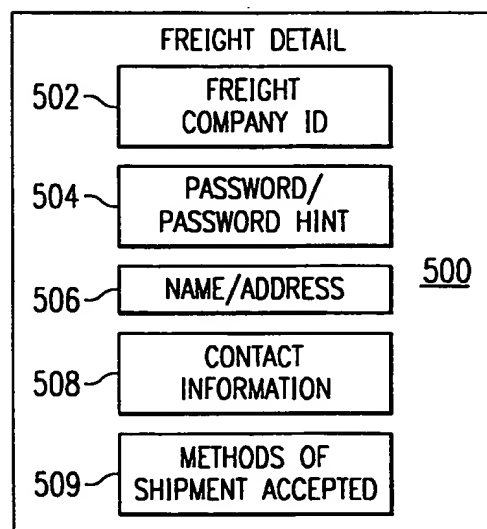 FREIGHT DETAIL
502
FREIGHT
COMPANY ID
504
PASSWORD/
PASSWORD HINT
506
NAME/ADDRESS
500
508
CONTACT
INFORMATION
509
METHODS OF
SHIPMENT ACCEPTED